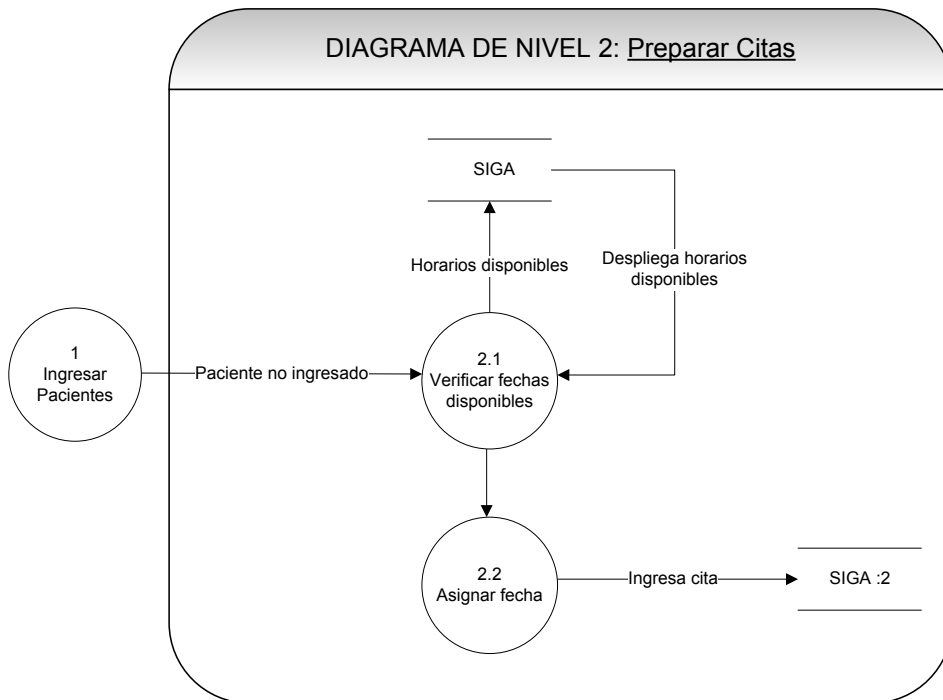 DIAGRAMA DE NIVEL 2: Preparar Citas
SIGA
Horarios disponibles
Despliega horarios
disponibles
1
Ingresar
Pacientes
Paciente no ingresado
2.1
Verificar fechas
disponibles
2.2
Asignar fecha
Ingresa cita
SIGA :2